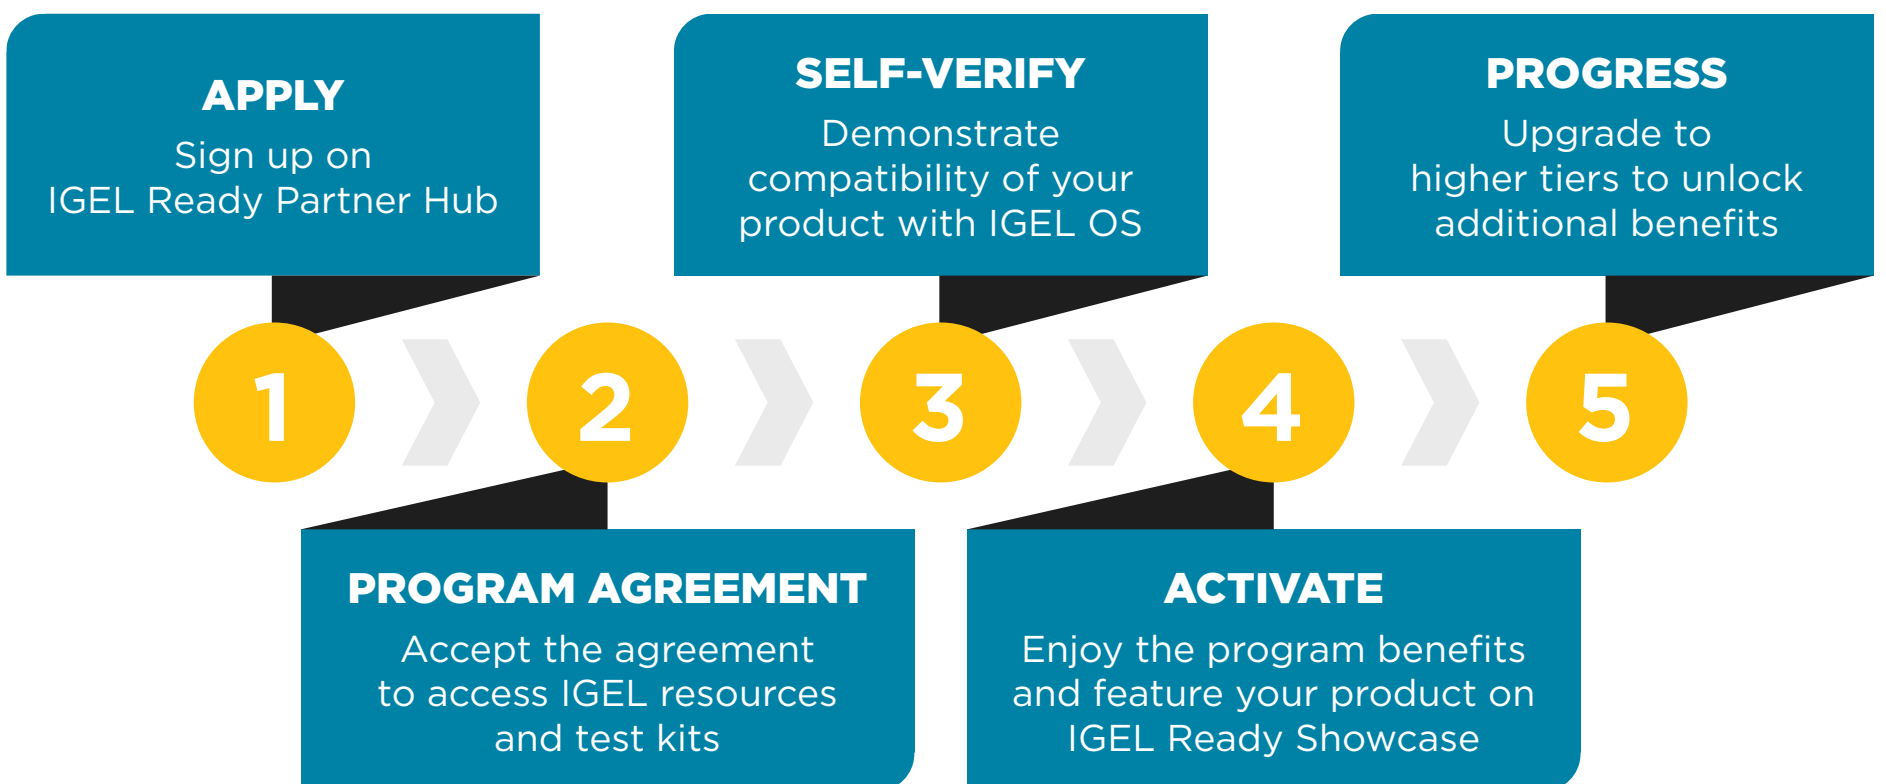 APPLY
Sign up on
IGEL Ready Partner Hub
1
PROGRAM AGREEMENT
Accept the agreement
to access IGEL resources
and test kits
2
SELF-VERIFY
Demonstrate
compatibility of your
product with IGEL OS
3
ACTIVATE
Enjoy the program benefits
and feature your product on
IGEL Ready Showcase
4
PROGRESS
Upgrade to
higher tiers to unlock
additional benefits
5